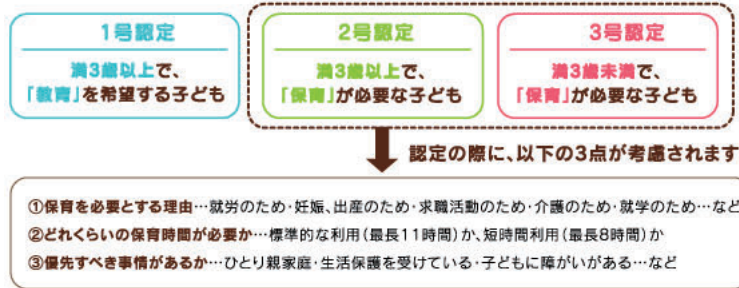 1号認定
満3歳以上で、
「教育」を希望する子ども
2号認定
満3歳以上で、
「保育」が必要な子ども
3号認定
満3歳未満で、
「保育」が必要な子ども
認定の際に、以下の3点が考慮されます
①保育を必要とする理由…就労のため・妊娠、出産のため・求職活動のため・介護のため・就学のため…など
②どれくらいの保育時間が必要か…標準的な利用(最長11時間)か、短時間利用(最長8時間)か
③優先すべき事情があるか…ひとり親家庭・生活保護を受けている・子どもに障がいがある…など